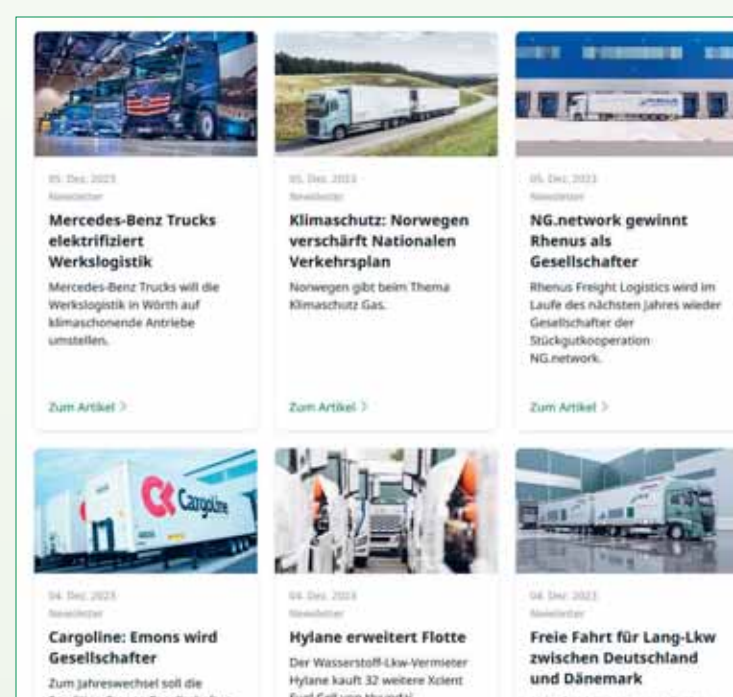 05. Dez. 2023
Newsletter
Mercedes-Benz Trucks
elektrifiziert
Werkslogistik
Mercedes-Benz Trucks will die
Werkslogistik in Wörth auf
klimaschonende Antriebe
umstellen.
Zum Artikel >
05. Dez. 2023
Newsletter
Klimaschutz: Norwegen
verschärft Nationalen
Verkehrsplan
Norwegen gibt beim Thema
Klimaschutz Gas.
Zum Artikel >
05. Dez. 2023
Newsletter
NG.network gewinnt
Rhenus als
Gesellschafter
Rhenus Freight Logistics wird im
Laufe des nächsten Jahres wieder
Gesellschafter der
Stückgutkooperation
NG.network.
Zum Artikel >
CargoLine
04. Dez. 2023
Newsletter
Cargoline: Emons wird
Gesellschafter
Zum Jahreswechsel soll die
04. Dez. 2023
Newsletter
Hylane erweitert Flotte
Der Wasserstoff-Lkw-Vermieter
Hylane kauft 32 weitere Xcient
04. Dez. 2023
Newsletter
Freie Fahrt für Lang-Lkw
zwischen Deutschland
und Dänemark